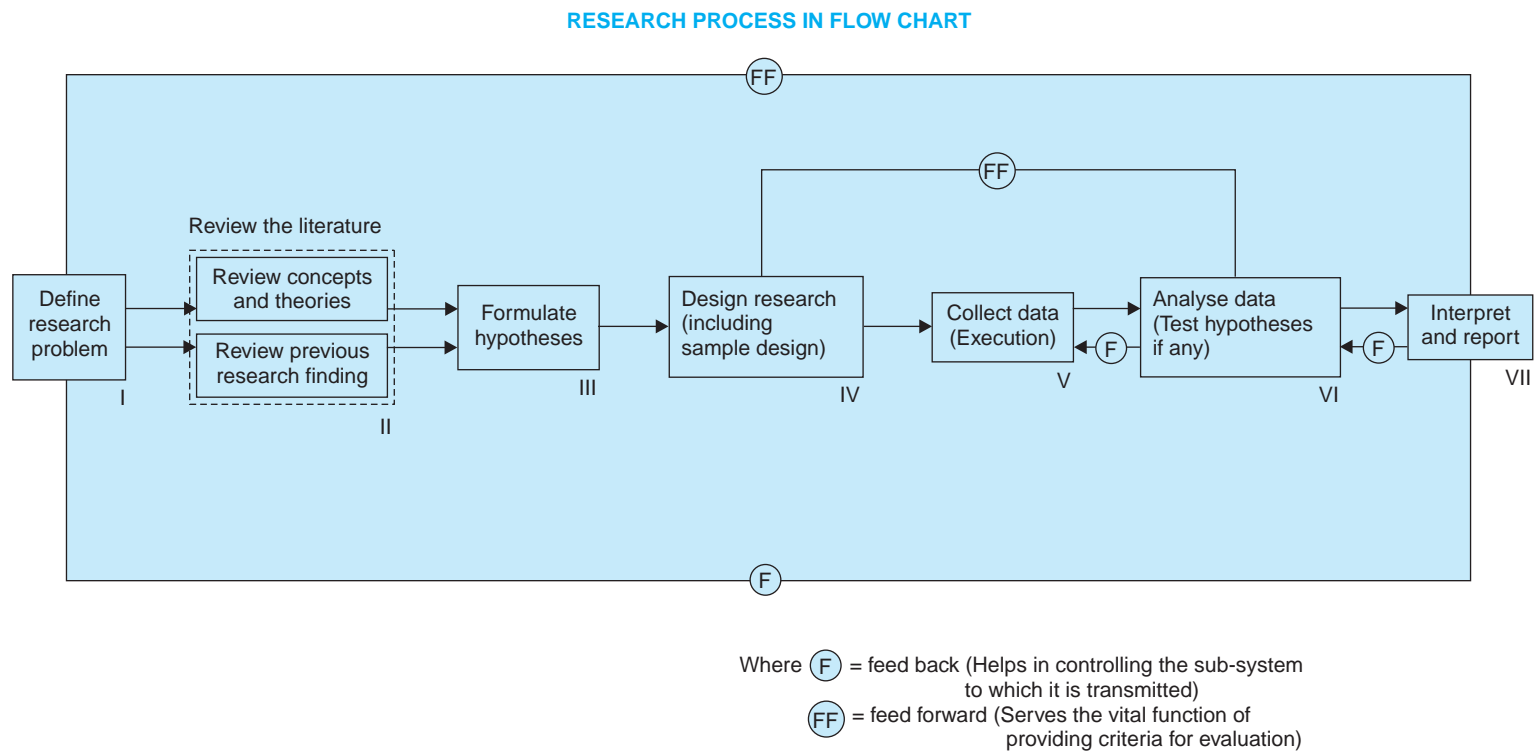 RESEARCH PROCESS IN FLOW CHART
FF
FF
Review the literature
Review concepts
and theories
Review previous
research finding
II
Define
research
problem
I
Formulate
hypotheses
III
Design research
(including
sample design)
IV
Collect data
(Execution)
V
F
Analyse data
(Test hypotheses
if any)
VI
F
Interpret
and report
VII
F
Where F = feed back (Helps in controlling the sub-system
to which it is transmitted)
FF = feed forward (Serves the vital function of
providing criteria for evaluation)